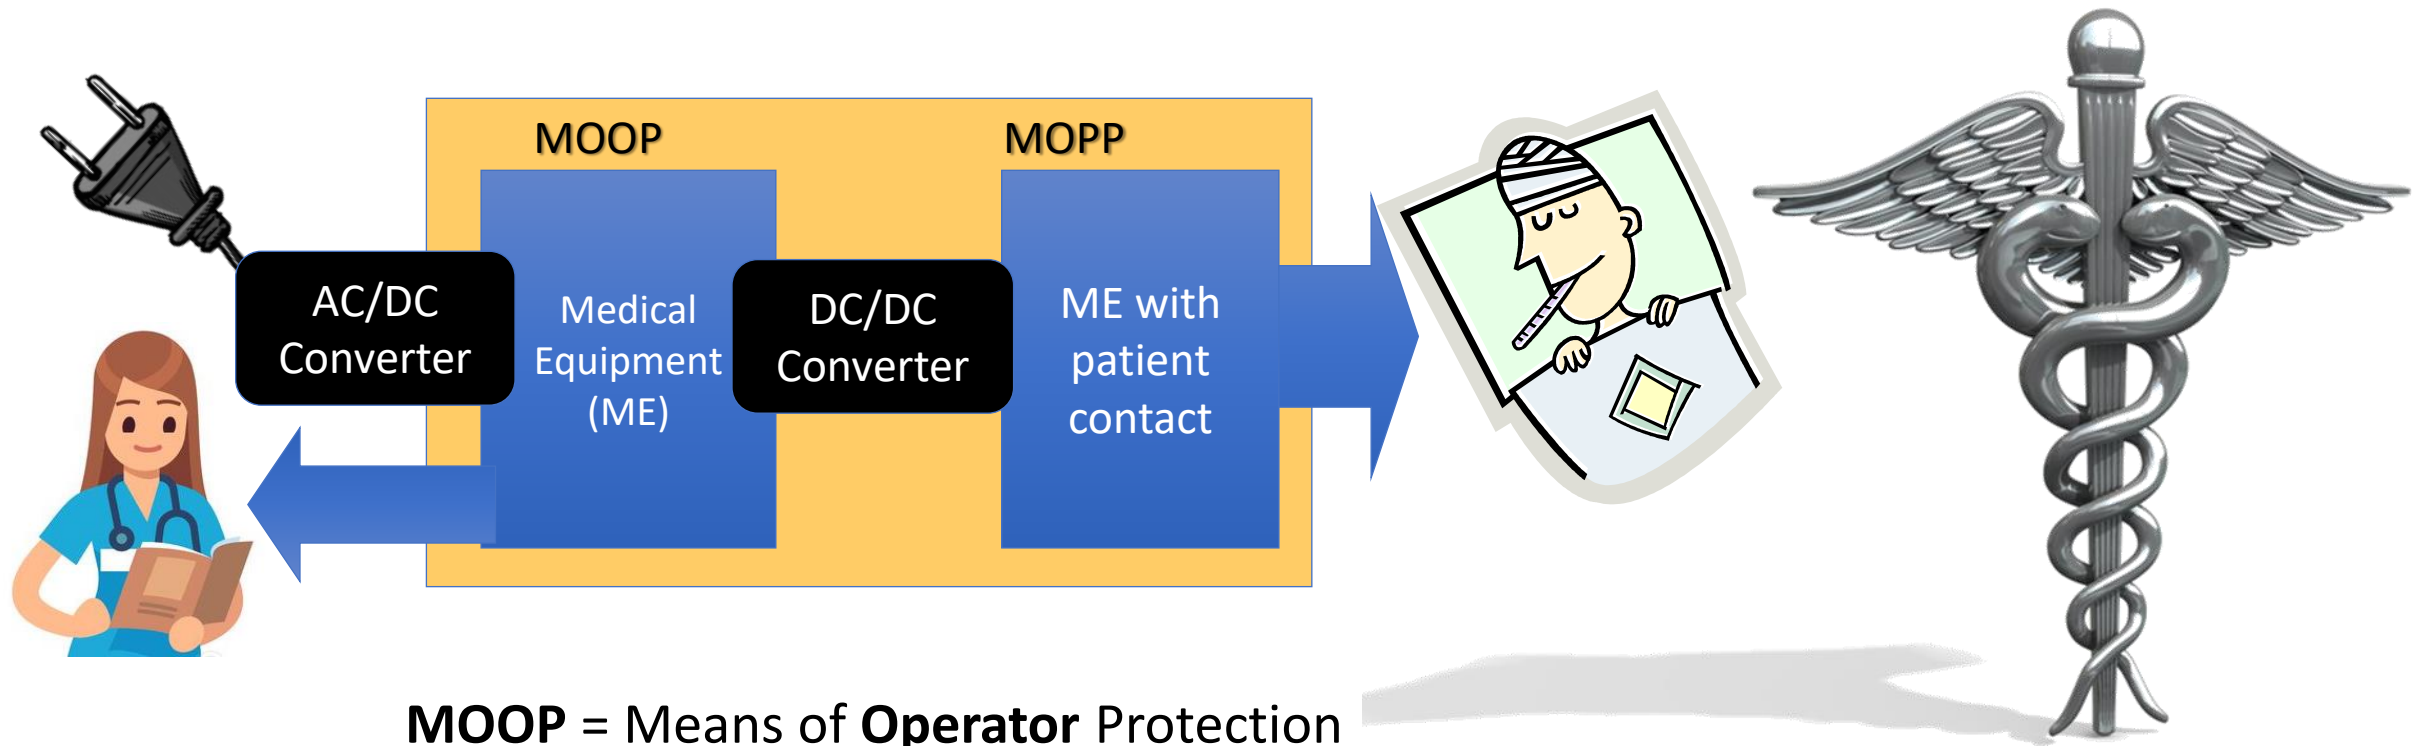 MOOP
MOPP
AC/DC
Converter
Medical
Equipment
(ME)
DC/DC
Converter
ME with
patient
contact
MOOP = Means of Operator Protection